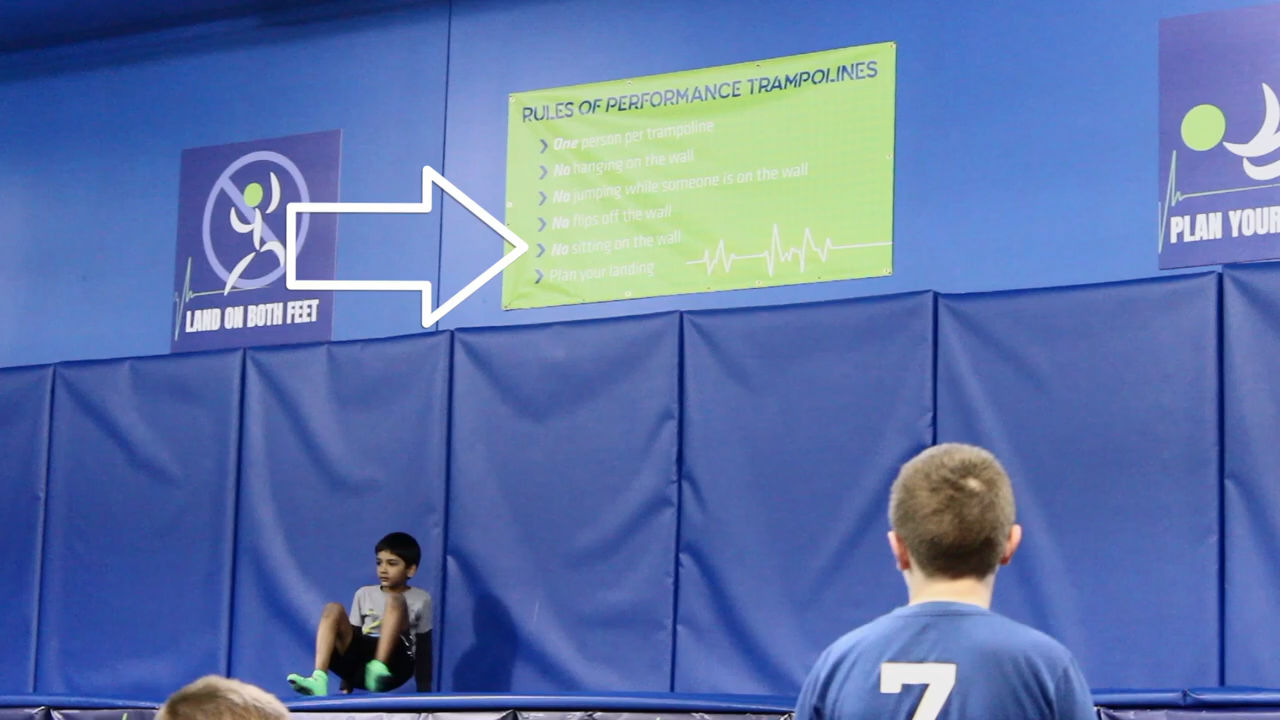 RULES OF PERFORMANCE TRAMPOLINES
One person per trampoline
No hanging on the wall
No jumping while someone is on the wall
No flips off the wall
No sitting on the wall
Plan your landing
LAND ON BOTH FEET
PLAN YOUR
7